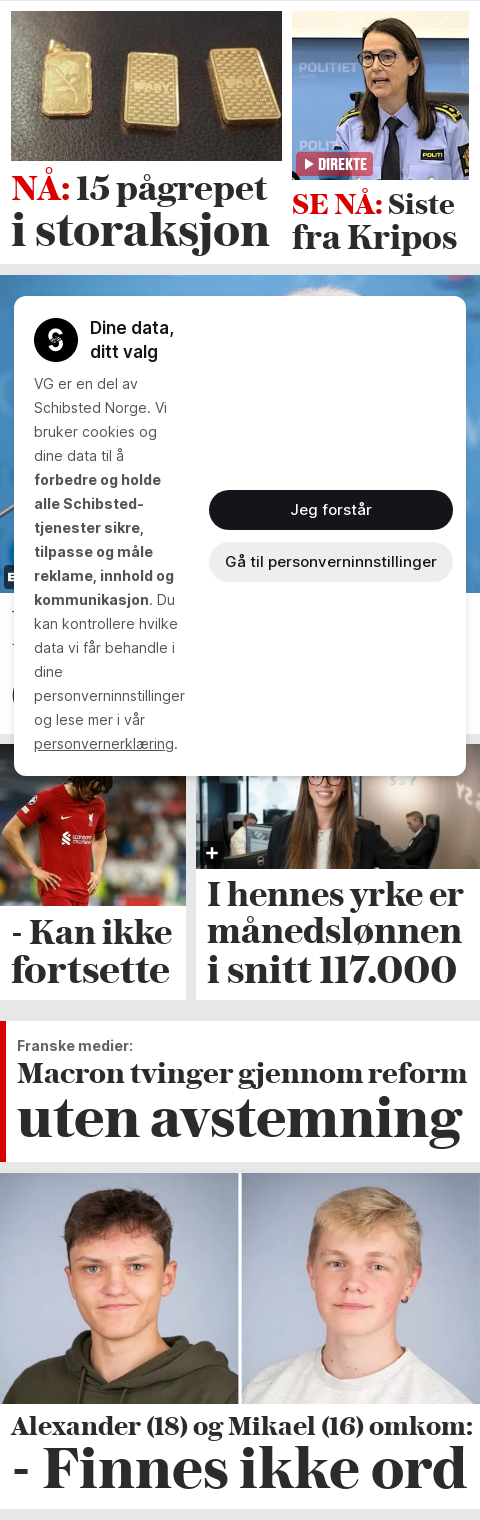 NÅ: 15 pågrepet
i storaksjon
POLITIET
POLITI
POLITI
DIREKTE
SE NÅ: Siste
fra Kripos
Dine data,
ditt valg
VG er en del av
Schibsted Norge. Vi
bruker cookies og
dine data til å
forbedre og holde
alle Schibsted-
tjenester sikre,
tilpasse og måle
reklame, innhold og
kommunikasjon. Du
kan kontrollere hvilke
data vi får behandle i
dine
personverninnstillinger
og lese mer i vår
personvernerklæring.
Jeg forstår
Gå til personverninnstillinger
- Kan ikke
fortsette
I hennes yrke er
månedslønnen
i snitt 117.000
Franske medier:
Macron tvinger gjennom reform
uten avstemning
Alexander (18) og Mikael (16) omkom:
- Finnes ikke ord